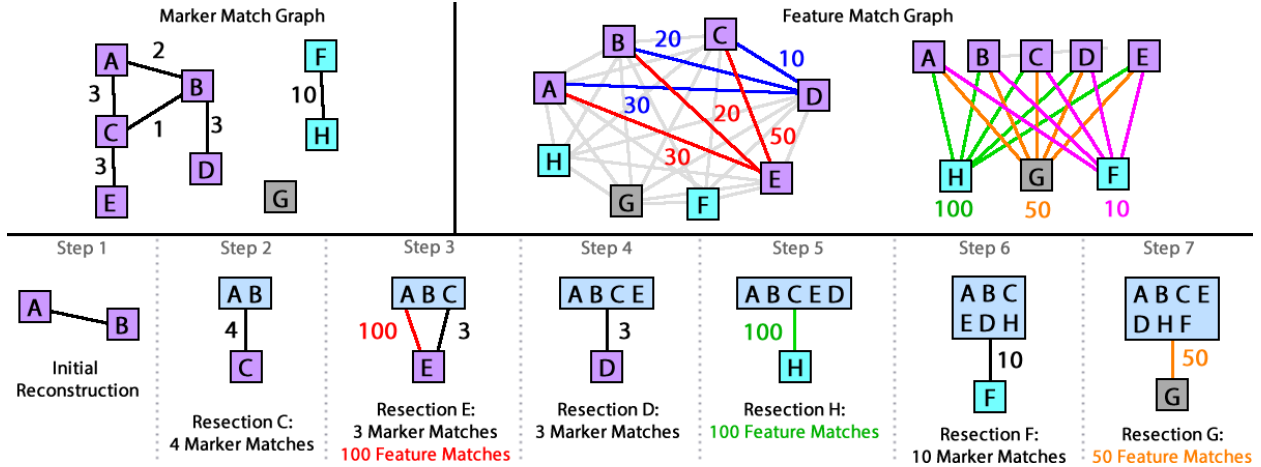 Marker Match Graph
A
2
B
3
C
1
3
3
D
E
F
10
H
G
Feature Match Graph
B
20
C
10
A
30
D
20
50
H
30
E
G
F
A B C D E
H G F
100 50 10
Step 1
A
B
Initial
Reconstruction
Step 2
A B
4
C
Resection C:
4 Marker Matches
Step 3
A B C
100 3
E
Resection E:
3 Marker Matches
100 Feature Matches
Step 4
A B C E
3
D
Resection D:
3 Marker Matches
Step 5
A B C E D
100
H
Resection H:
100 Feature Matches
Step 6
A B C
E D H
10
F
Resection F:
10 Marker Matches
Step 7
A B C E
D H F
50
G
Resection G:
50 Feature Matches